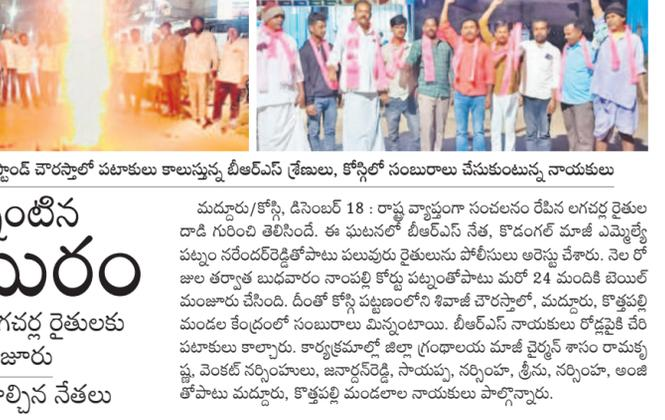 చౌరస్తాలో పటాకులు కాలుస్తున్న బీఆర్ఎస్ శ్రేణులు, కోస్గిలో సంబురాలు చేసుకుంటున్న నాయకులు
రైతులకు
నేతలు
మద్దూరు/కోస్గి, డిసెంబర్ 18 : రాష్ట్ర వ్యాప్తంగా సంచలనం రేపిన లగచర్ల రైతుల
దాడి గురించి తెలిసిందే. ఈ ఘటనలో బీఆర్ఎస్ నేత, కొడంగల్ మాజీ ఎమ్మెల్యే
పట్నం నరేందర్‌రెడ్డితోపాటు పలువురు రైతులును పోలీసులు అరెస్టు చేశారు. నెల రో
జుల తర్వాత బుధవారం నాంపల్లి కోర్టు పట్నంతోపాటు మరో 24 మందికి బెయిల్
మంజూరు చేసింది. దీంతో కోస్గి పట్టణంలోని శివాజీ చౌరస్తాలో, మద్దూరు, కొత్తపల్లి
మండల కేంద్రంలో సంబురాలు మిన్నంటాయి. బీఆర్ఎస్ నాయకులు రోడ్లపైకి చేరి
పటాకులు కాల్చారు. కార్యక్రమాల్లో జిల్లా గ్రంథాలయ మాజీ చైర్మన్ శాసం రామకృ
ష్ణ, వెంకట్ నర్సింహులు, జనార్దన్‌రెడ్డి, సాయప్ప, నర్సింహ, శ్రీను, నర్సింహ, అంజి
తోపాటు మద్దూరు, కొత్తపల్లి మండలాల నాయకులు పాల్గొన్నారు.